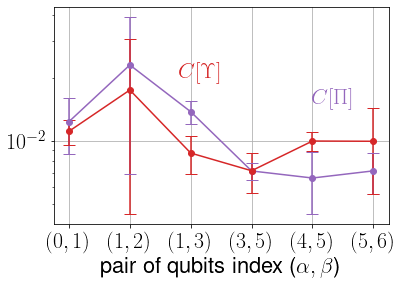 C[Υ]
C[Π]
10⁻²
(0, 1) (1, 2) (1, 3) (3, 5) (4, 5) (5, 6)
pair of qubits index (α, β)